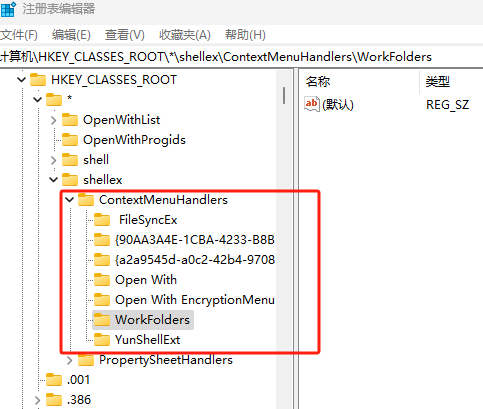 注册表编辑器
文件(F) 编辑(E) 查看(V) 收藏夹(A) 帮助(H)
计算机\HKEY_CLASSES_ROOT\*\shellex\ContextMenuHandlers\WorkFolders
HKEY_CLASSES_ROOT
*
OpenWithList
OpenWithProgids
shell
shellex
ContextMenuHandlers
FileSyncEx
{90AA3A4E-1CBA-4233-B8B
{a2a9545d-a0c2-42b4-9708
Open With
Open With EncryptionMenu
WorkFolders
YunShellExt
PropertySheetHandlers
.001
.386
名称 类型
ab (默认) REG_SZ